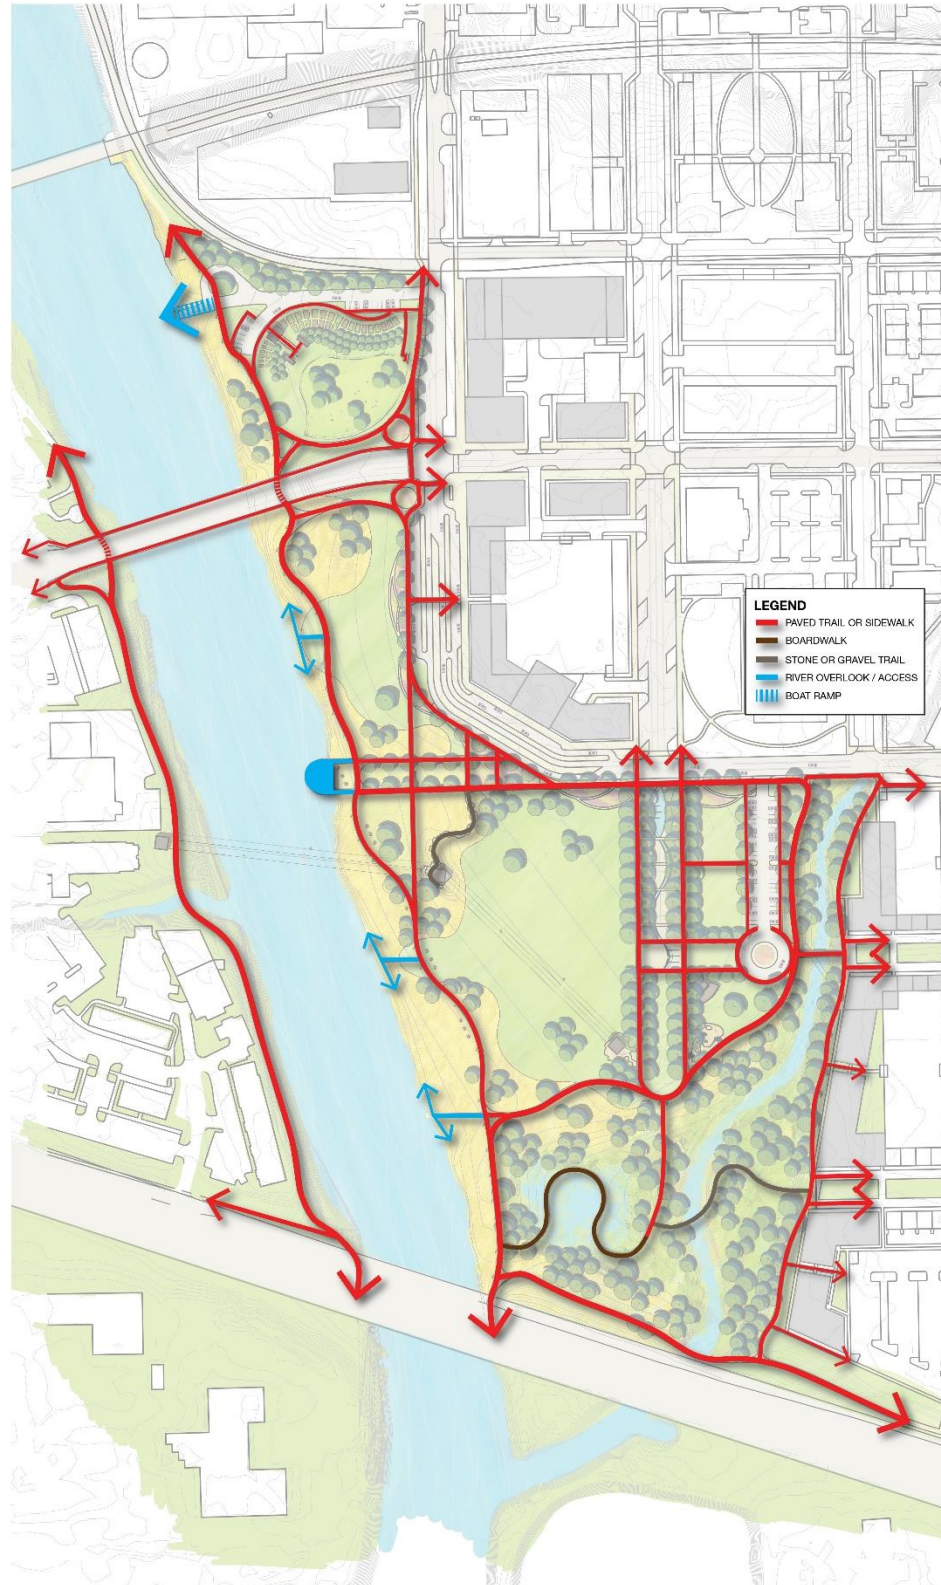 LEGEND
PAVED TRAIL OR SIDEWALK
BOARDWALK
STONE OR GRAVEL TRAIL
RIVER OVERLOOK / ACCESS
BOAT RAMP